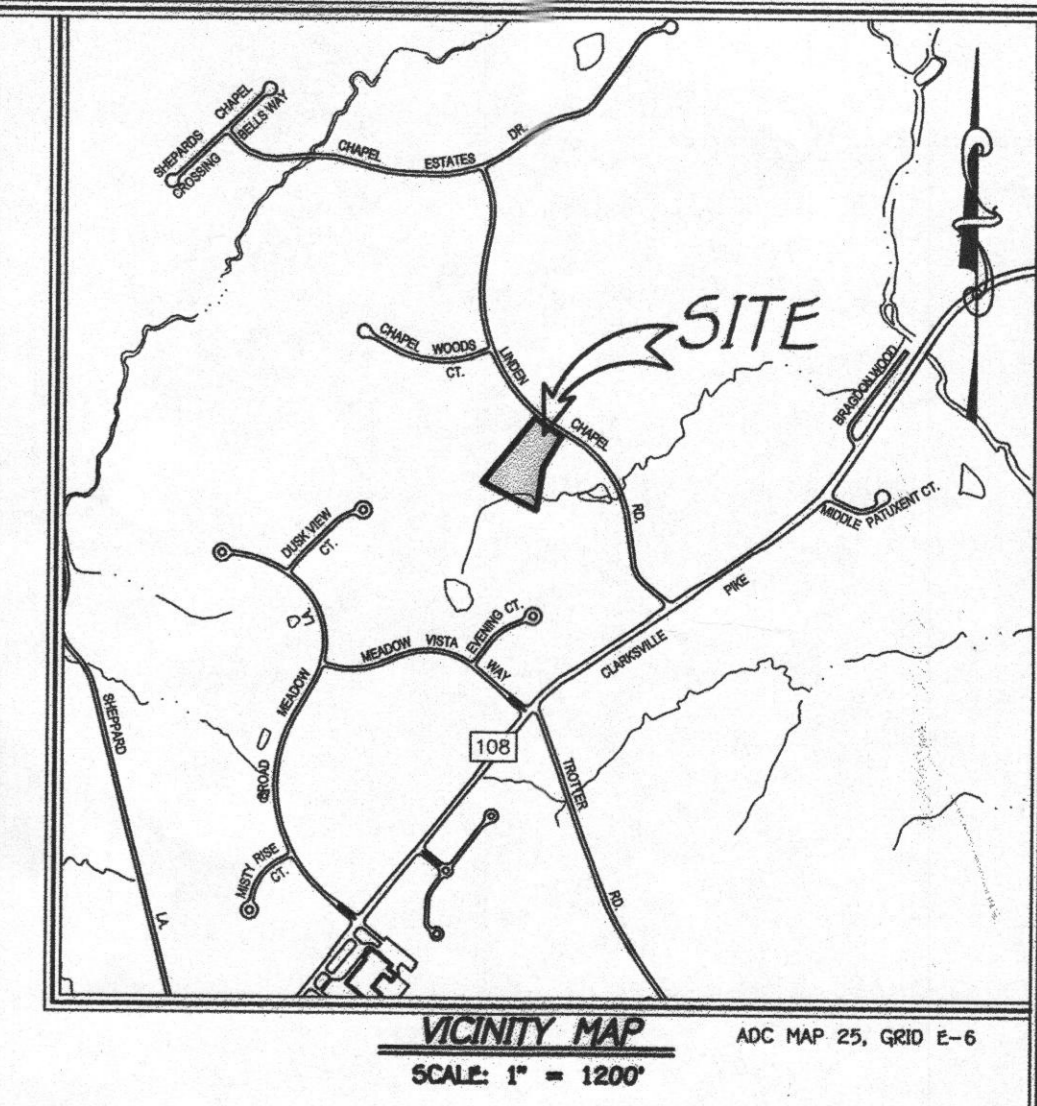 SHEPARDS CHAPEL
CROSSING
BELLS WAY
CHAPEL ESTATES DR.
SITE
CHAPEL WOODS
CT.
LINDEN CHAPEL RD.
BRAGDON WOOD
MIDDLE PATUXENT CT.
DUSK VIEW
CT.
MEADOW VISTA WAY
EVENING CT.
CLARKSVILLE PIKE
108
BROAD MEADOW
SHEPPARD LA.
TROTTER RD.
MISTY RISE
CT.
VICINITY MAP
SCALE: 1" = 1200'
ADC MAP 25, GRID E-6